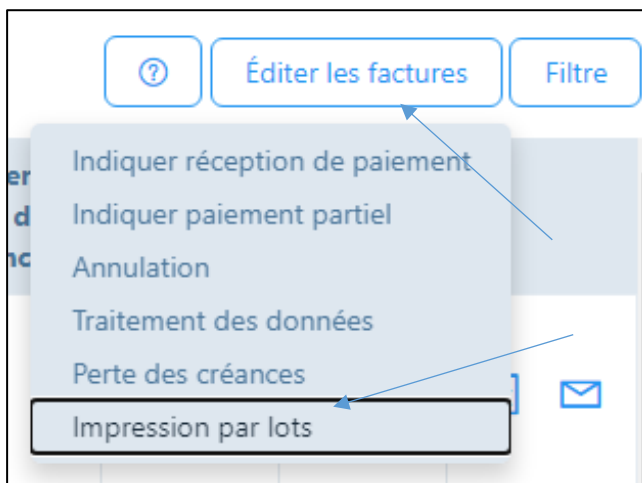 Éditer les factures
Filtre
Indiquer réception de paiement
Indiquer paiement partiel
Annulation
Traitement des données
Perte des créances
Impression par lots